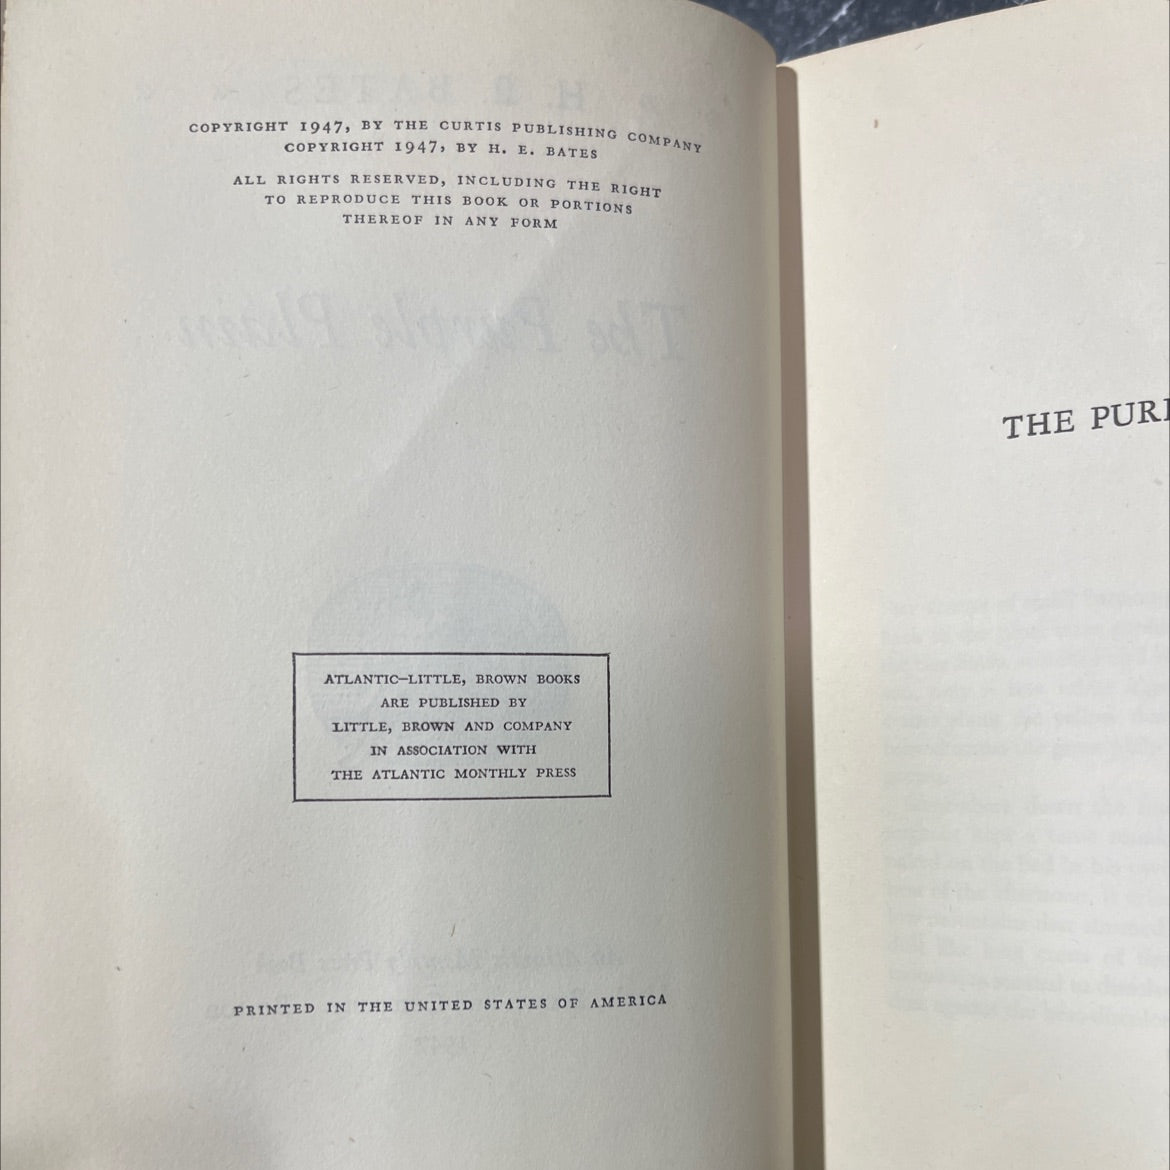 COPYRIGHT 1947, BY THE CURTIS PUBLISHING COMPANY
COPYRIGHT 1947, BY H. E. BATES
ALL RIGHTS RESERVED, INCLUDING THE RIGHT
TO REPRODUCE THIS BOOK OR PORTIONS
THEREOF IN ANY FORM
ATLANTIC–LITTLE, BROWN BOOKS
ARE PUBLISHED BY
LITTLE, BROWN AND COMPANY
IN ASSOCIATION WITH
THE ATLANTIC MONTHLY PRESS
PRINTED IN THE UNITED STATES OF AMERICA
THE